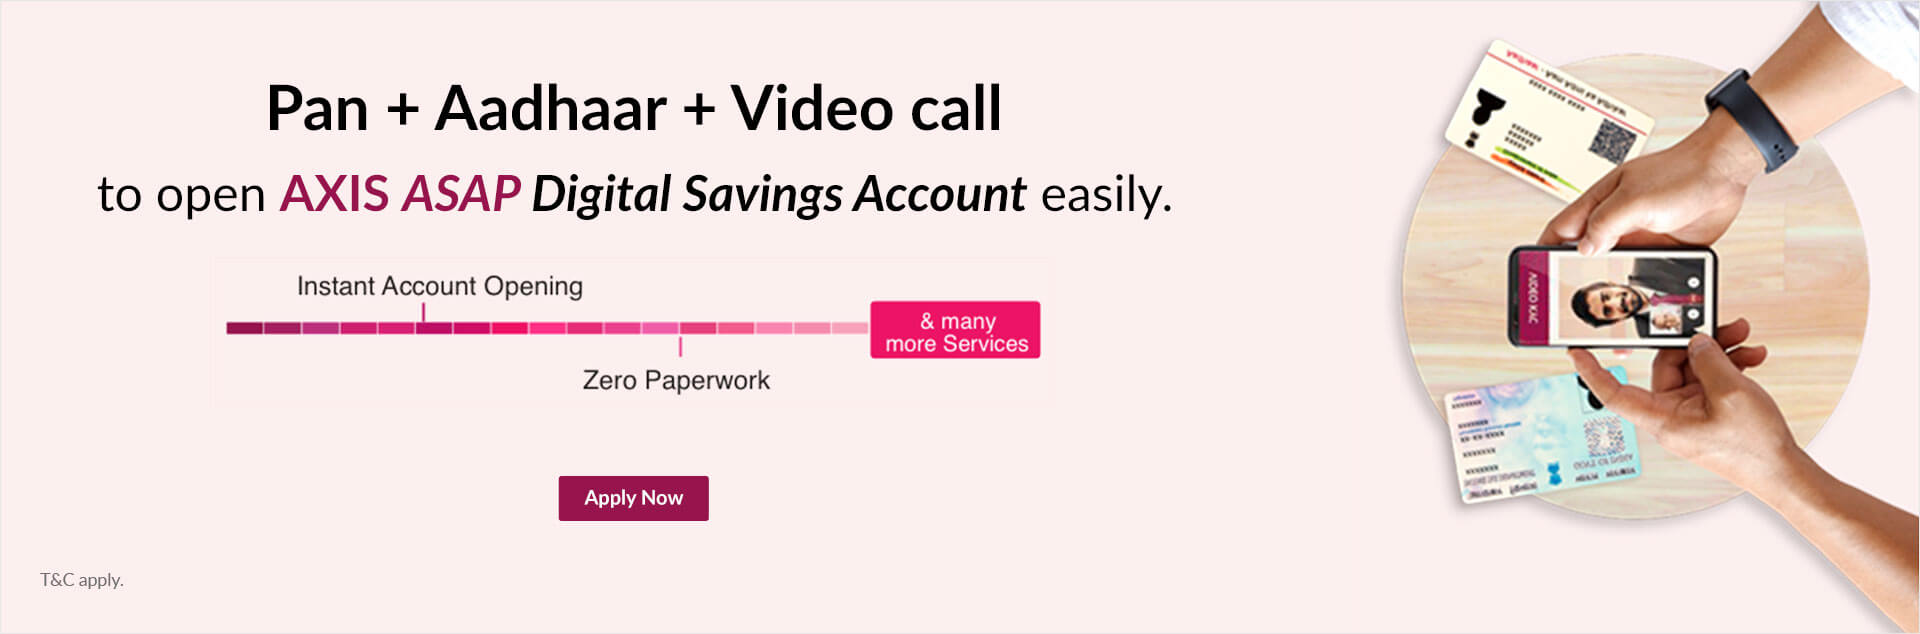 Pan + Aadhaar + Video call
to open AXIS ASAP Digital Savings Account easily.
Instant Account Opening
& many
more Services
Zero Paperwork
Apply Now
T&C apply.